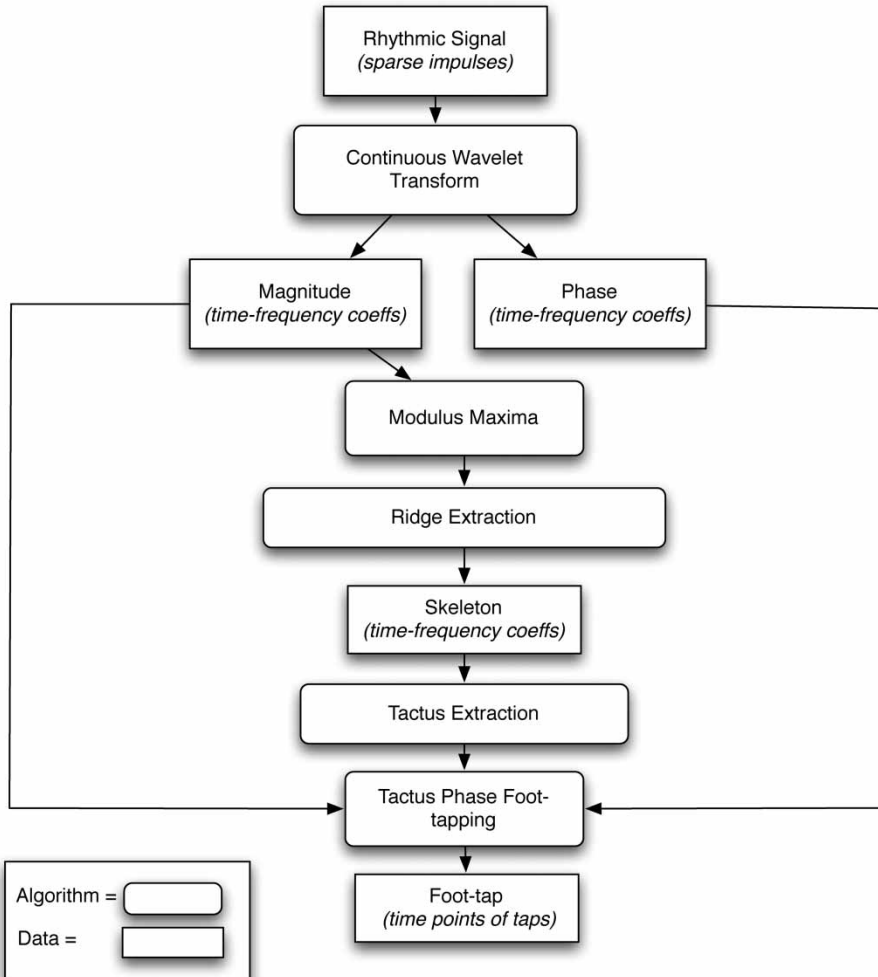 Rhythmic Signal
(sparse impulses)
Continuous Wavelet
Transform
Magnitude
(time-frequency coeffs)
Phase
(time-frequency coeffs)
Modulus Maxima
Ridge Extraction
Skeleton
(time-frequency coeffs)
Tactus Extraction
Tactus Phase Foot-
tapping
Foot-tap
(time points of taps)
Algorithm =
Data =